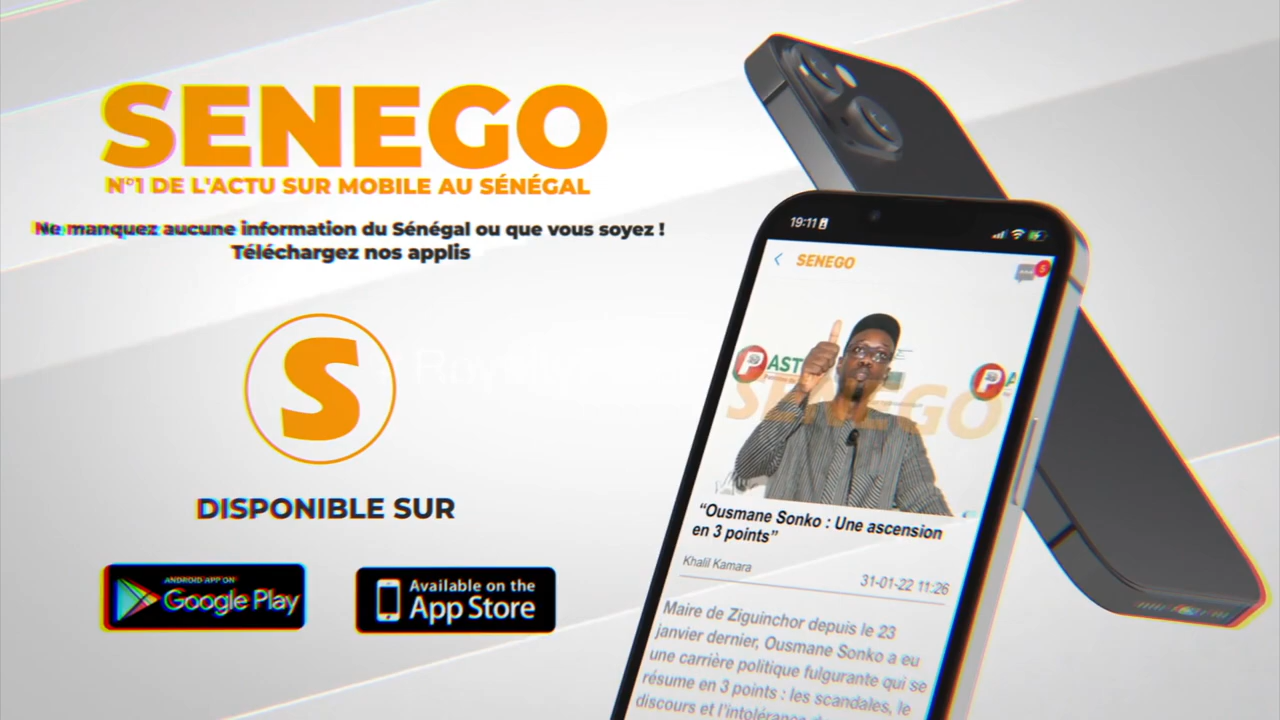 SENEGO
N°1 DE L'ACTU SUR MOBILE AU SÉNÉGAL
Ne manquez aucune information du Sénégal ou que vous soyez !
Téléchargez nos applis
S
DISPONIBLE SUR
ANDROID APP ON
Google Play
Available on the
App Store
19:11
SENEGO
5
PAST
P
SENEGO
“Ousmane Sonko : Une ascension
en 3 points”
Khalil Kamara
31-01-22 11:26
Maire de Ziguinchor depuis le 23
janvier dernier, Ousmane Sonko a eu
une carrière politique fulgurante qui se
résume en 3 points : les scandales, le
discours et l'intolérance